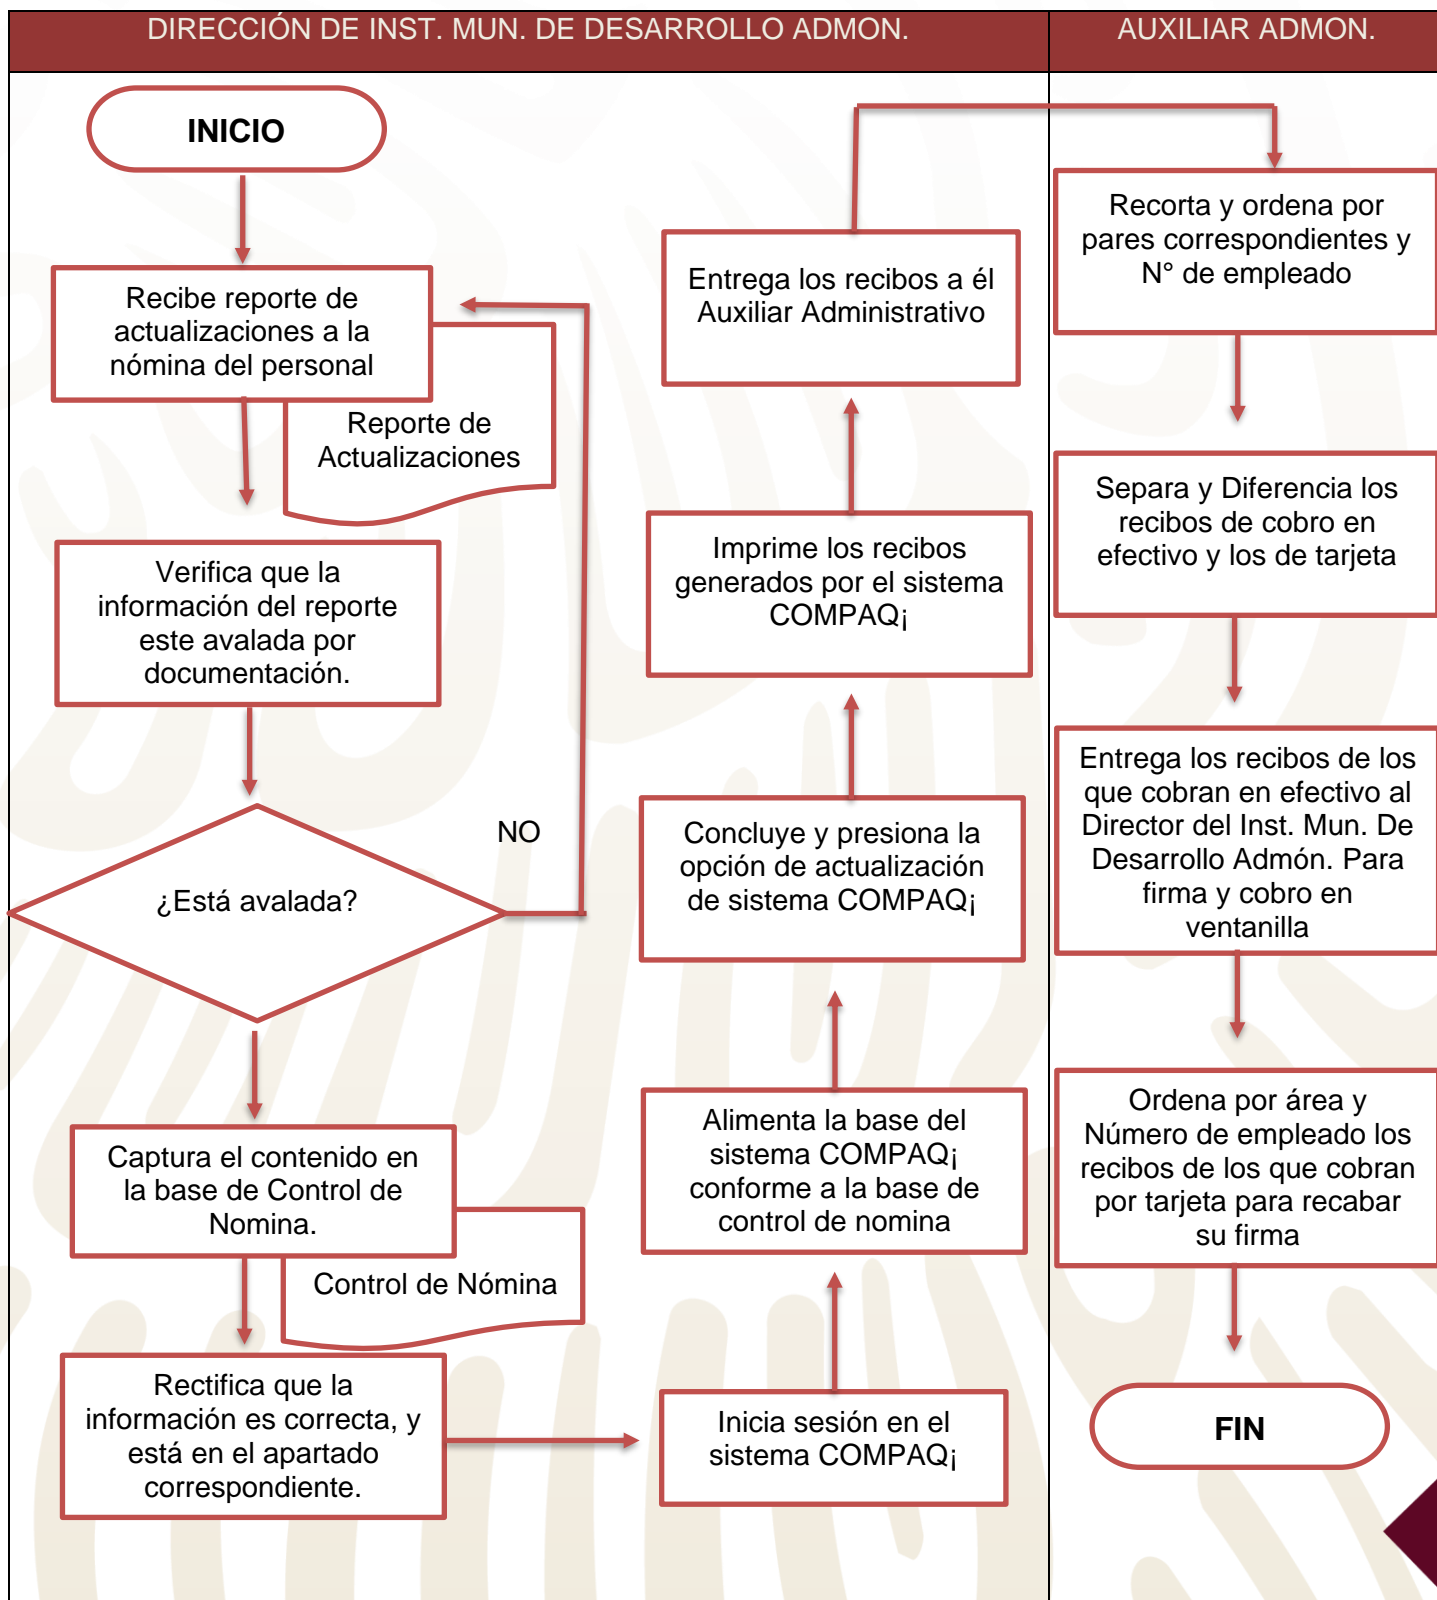 DIRECCIÓN DE INST. MUN. DE DESARROLLO ADMON.
AUXILIAR ADMON.
INICIO
Recibe reporte de
actualizaciones a la
nómina del personal
Reporte de
Actualizaciones
Verifica que la
información del reporte
este avalada por
documentación.
¿Está avalada?
NO
Captura el contenido en
la base de Control de
Nomina.
Control de Nómina
Rectifica que la
información es correcta, y
está en el apartado
correspondiente.
Inicia sesión en el
sistema COMPAQ¡
Alimenta la base del
sistema COMPAQ¡
conforme a la base de
control de nomina
Concluye y presiona la
opción de actualización
de sistema COMPAQ¡
Imprime los recibos
generados por el sistema
COMPAQ¡
Entrega los recibos a él
Auxiliar Administrativo
Recorta y ordena por
pares correspondientes y
N° de empleado
Separa y Diferencia los
recibos de cobro en
efectivo y los de tarjeta
Entrega los recibos de los
que cobran en efectivo al
Director del Inst. Mun. De
Desarrollo Admón. Para
firma y cobro en
ventanilla
Ordena por área y
Número de empleado los
recibos de los que cobran
por tarjeta para recabar
su firma
FIN